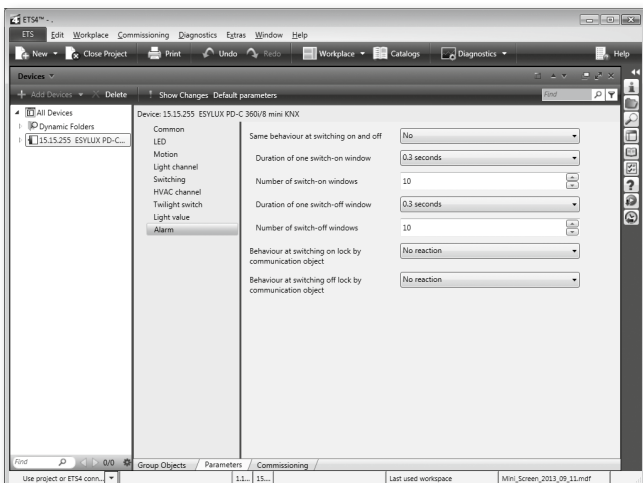 ETS4™ - .
ETS Edit Workplace Commissioning Diagnostics Extras Window Help
New Close Project Print Undo Redo Workplace Catalogs Diagnostics Help
Devices
Add Devices Delete Show Changes Default parameters Find
All Devices
Dynamic Folders
15.15.255 ESYLUX PD-C...
Device: 15.15.255 ESYLUX PD-C 360i/8 mini KNX
Common
LED
Motion
Light channel
Switching
HVAC channel
Twilight switch
Light value
Alarm
Same behaviour at switching on and off No
Duration of one switch-on window 0.3 seconds
Number of switch-on windows 10
Duration of one switch-off window 0.3 seconds
Number of switch-off windows 10
Behaviour at switching on lock by
communication object
No reaction
Behaviour at switching off lock by
communication object
No reaction
Find 0/0
Group Objects Parameters Commissioning
Use project or ETS4 conn... 1.1... 15... Last used workspace Mini_Screen_2013_09_11.mdf